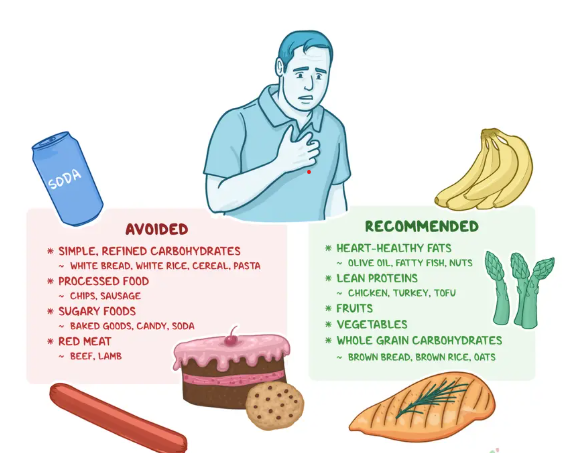 SODA
AVOIDED
* SIMPLE, REFINED CARBOHYDRATES
~ WHITE BREAD, WHITE RICE, CEREAL, PASTA
* PROCESSED FOOD
~ CHIPS, SAUSAGE
* SUGARY FOODS
~ BAKED GOODS, CANDY, SODA
* RED MEAT
~ BEEF, LAMB
RECOMMENDED
* HEART-HEALTHY FATS
~ OLIVE OIL, FATTY FISH, NUTS
* LEAN PROTEINS
~ CHICKEN, TURKEY, TOFU
* FRUITS
* VEGETABLES
* WHOLE GRAIN CARBOHYDRATES
~ BROWN BREAD, BROWN RICE, OATS